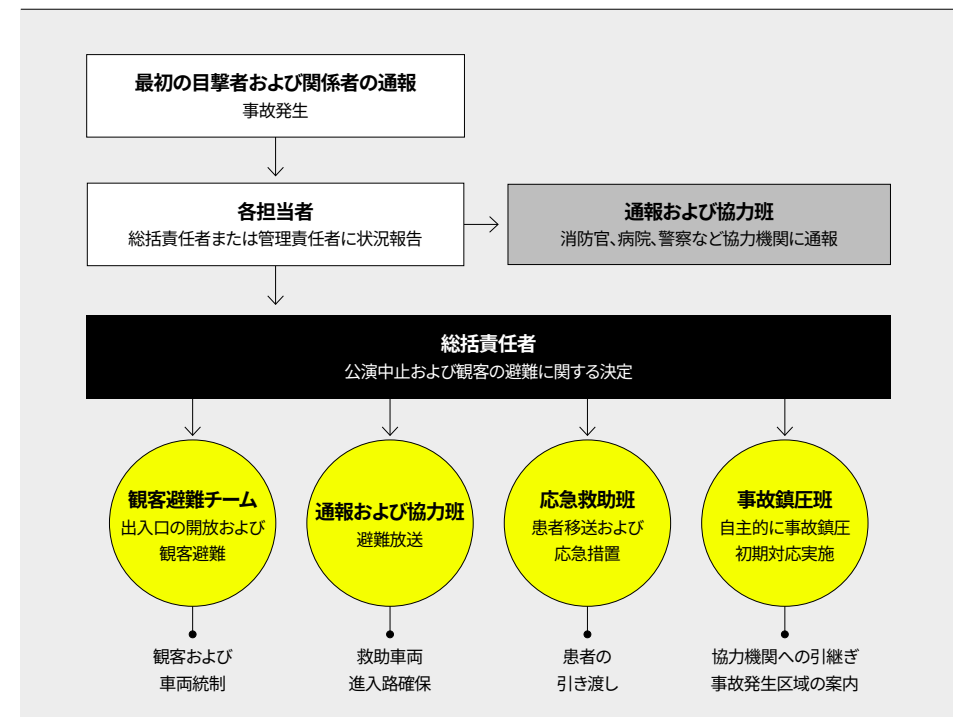 最初の目撃者および関係者の通報
事故発生
各担当者
総括責任者または管理責任者に状況報告
通報および協力班
消防官、病院、警察など協力機関に通報
総括責任者
公演中止および観客の避難に関する決定
観客避難チーム
出入口の開放および
観客避難
通報および協力班
避難放送
応急救助班
患者移送および
応急措置
事故鎮圧班
自主的に事故鎮圧
初期対応実施
観客および
車両統制
救助車両
進入路確保
患者の
引き渡し
協力機関への引継ぎ
事故発生区域の案内